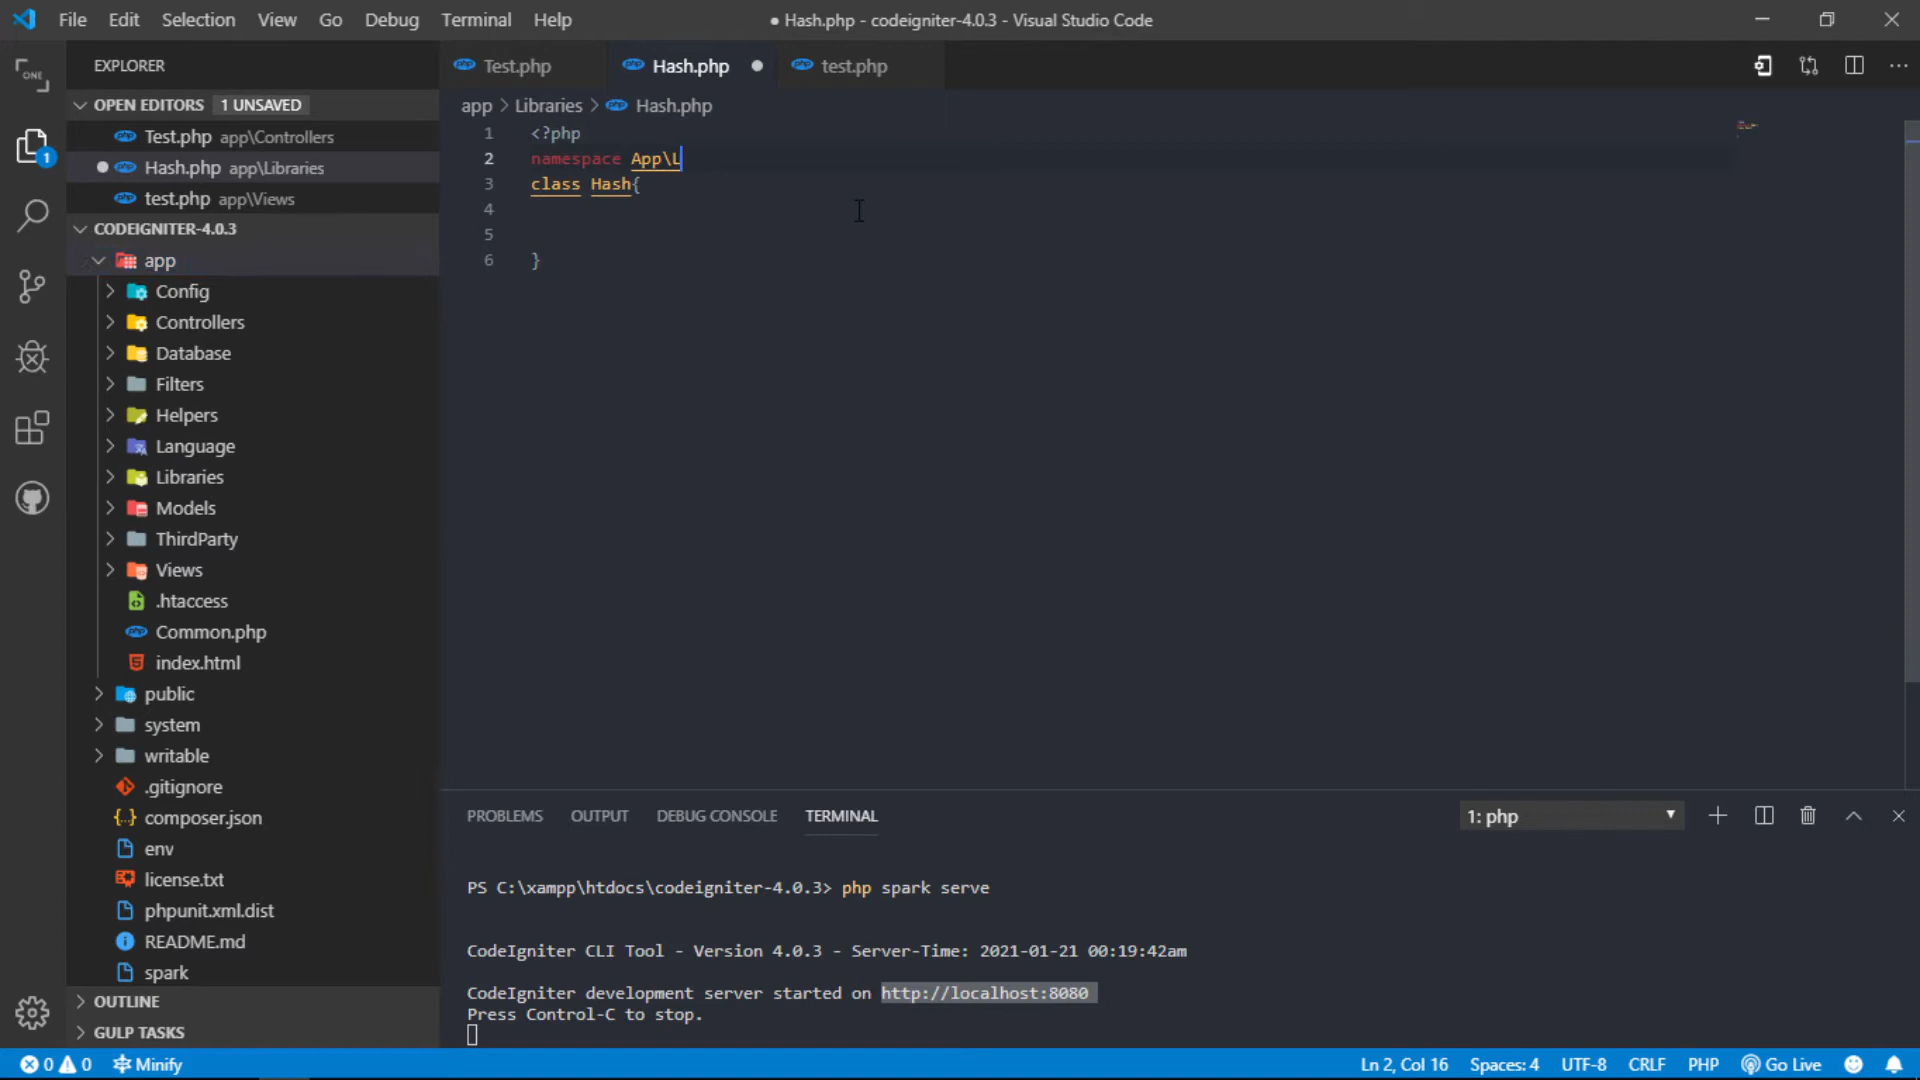 File Edit Selection View Go Debug Terminal Help
● Hash.php - codeigniter-4.0.3 - Visual Studio Code
ONE
EXPLORER
OPEN EDITORS 1 UNSAVED
Test.php app\Controllers
Hash.php app\Libraries
test.php app\Views
CODEIGNITER-4.0.3
app
Config
Controllers
Database
Filters
Helpers
Language
Libraries
Models
ThirdParty
Views
.htaccess
Common.php
index.html
public
system
writable
.gitignore
composer.json
env
license.txt
phpunit.xml.dist
README.md
spark
OUTLINE
GULP TASKS
1
php Test.php
php Hash.php
php test.php
app > Libraries > php Hash.php
1 <?php
2 namespace App\L
3 class Hash{
4
5
6 }
PROBLEMS OUTPUT DEBUG CONSOLE TERMINAL
1: php
PS C:\xampp\htdocs\codeigniter-4.0.3> php spark serve
CodeIgniter CLI Tool - Version 4.0.3 - Server-Time: 2021-01-21 00:19:42am
CodeIgniter development server started on http://localhost:8080
Press Control-C to stop.
0 0 Minify
Ln 2, Col 16 Spaces: 4 UTF-8 CRLF PHP Go Live